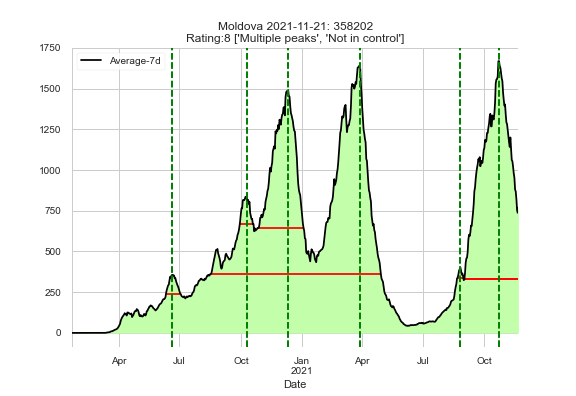 Moldova 2021-11-21: 358202
Rating:8 ['Multiple peaks', 'Not in control']
Average-7d
1750
1500
1250
1000
750
500
250
0
Apr Jul Oct Jan Apr Jul Oct
2021
Date